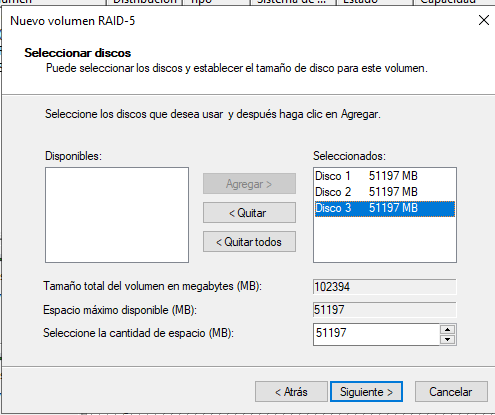 Distribución Tipo Sistema de ... Estado Capacidad
Nuevo volumen RAID-5
Seleccionar discos
Puede seleccionar los discos y establecer el tamaño de disco para este volumen.
Seleccione los discos que desea usar y después haga clic en Agregar.
Disponibles:
Seleccionados:
Agregar >
< Quitar
< Quitar todos
Disco 1 51197 MB
Disco 2 51197 MB
Disco 3 51197 MB
Tamaño total del volumen en megabytes (MB): 102394
Espacio máximo disponible (MB): 51197
Seleccione la cantidad de espacio (MB): 51197
< Atrás
Siguiente >
Cancelar